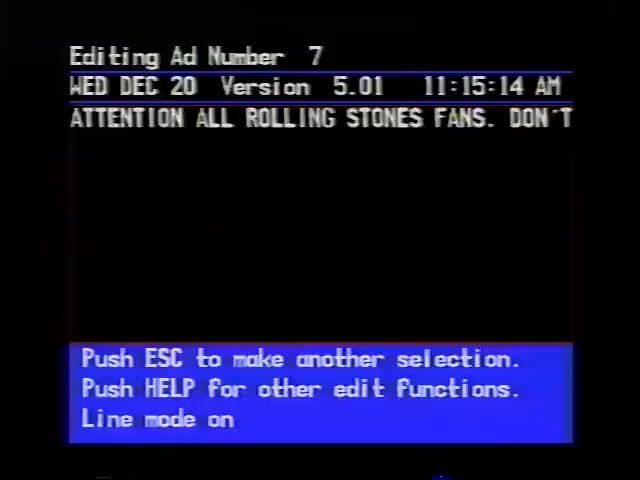 Editing Ad Number 7
WED DEC 20 Version 5.01 11:15:14 AM
ATTENTION ALL ROLLING STONES FANS. DON'T
Push ESC to make another selection.
Push HELP for other edit functions.
Line mode on